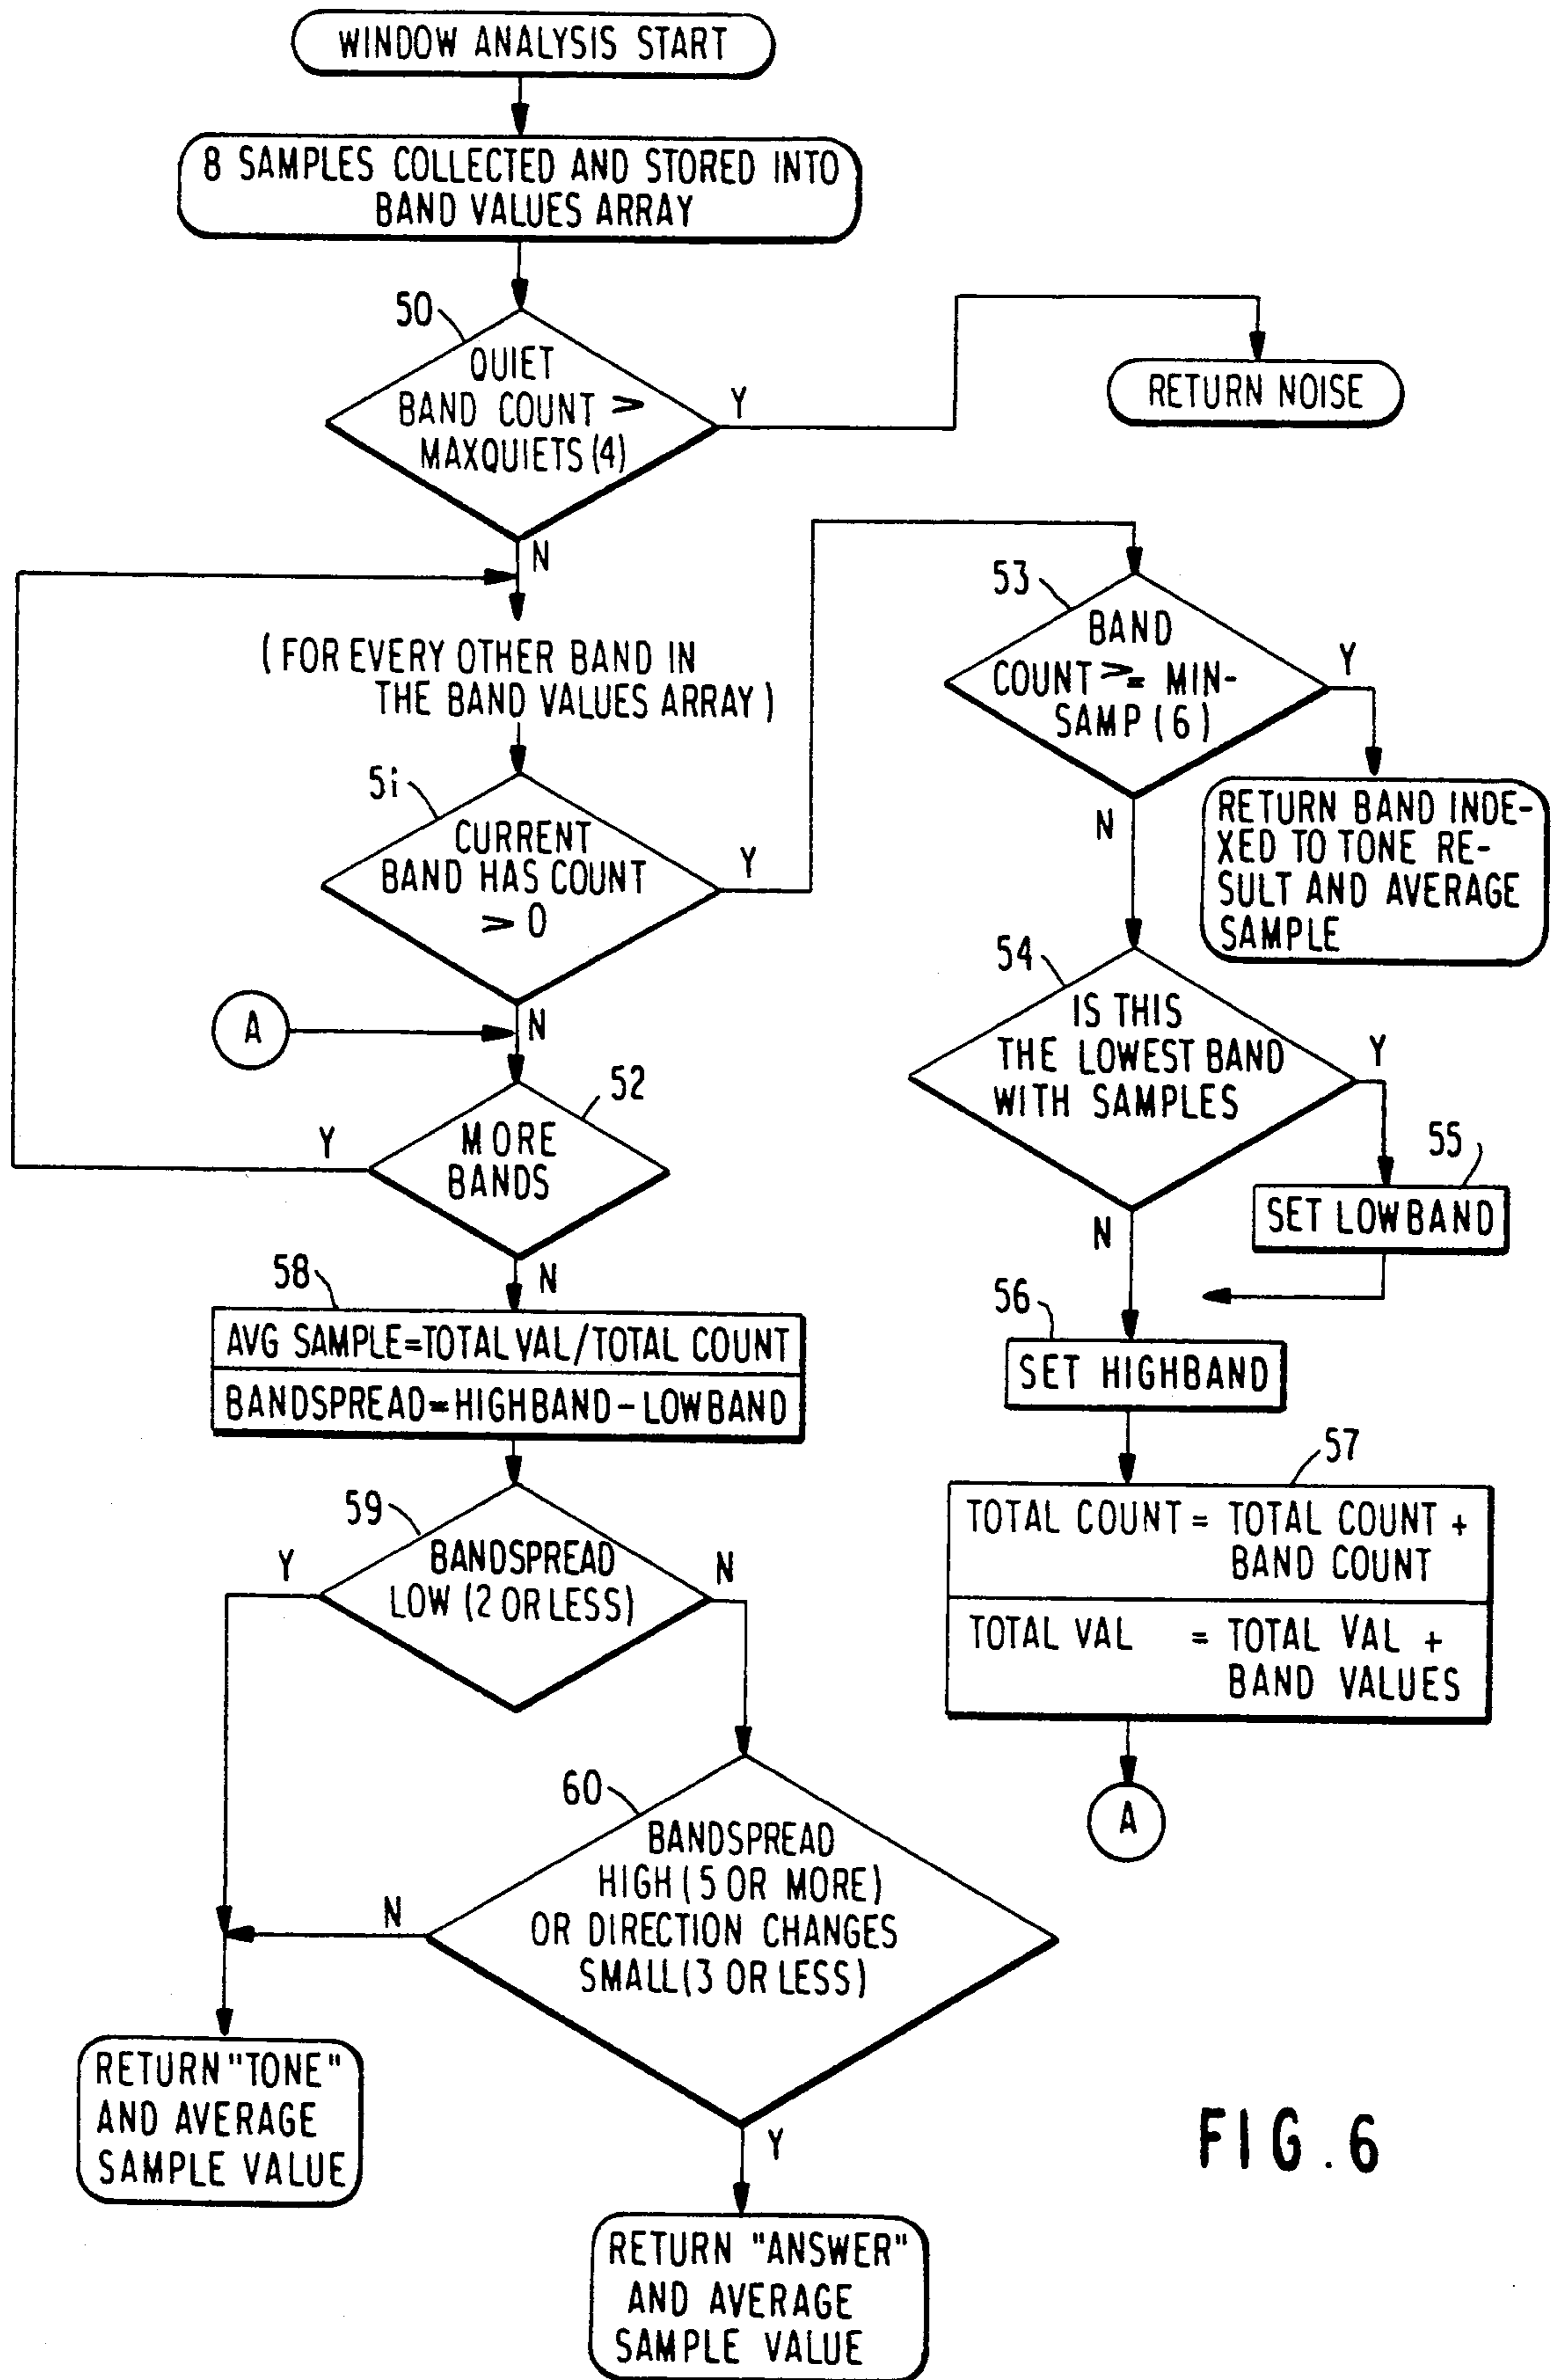 WINDOW ANALYSIS START
8 SAMPLES COLLECTED AND STORED INTO
BAND VALUES ARRAY
50
QUIET
BAND COUNT >
MAXQUIETS (4)
Y
N
RETURN NOISE
(FOR EVERY OTHER BAND IN
THE BAND VALUES ARRAY)
51
CURRENT
BAND HAS COUNT
> 0
Y
N
A
52
MORE
BANDS
Y
N
53
BAND
COUNT >= MIN-
SAMP (6)
Y
N
RETURN BAND INDE-
XED TO TONE RE-
SULT AND AVERAGE
SAMPLE
54
IS THIS
THE LOWEST BAND
WITH SAMPLES
Y
N
55
SET LOWBAND
56
SET HIGHBAND
57
TOTAL COUNT = TOTAL COUNT +
BAND COUNT
TOTAL VAL = TOTAL VAL +
BAND VALUES
A
58
AVG SAMPLE=TOTAL VAL/TOTAL COUNT
BANDSPREAD=HIGHBAND-LOWBAND
59
BANDSPREAD
LOW (2 OR LESS)
Y
N
60
BANDSPREAD
HIGH (5 OR MORE)
OR DIRECTION CHANGES
SMALL (3 OR LESS)
N
Y
RETURN "TONE"
AND AVERAGE
SAMPLE VALUE
RETURN "ANSWER"
AND AVERAGE
SAMPLE VALUE
FIG. 6